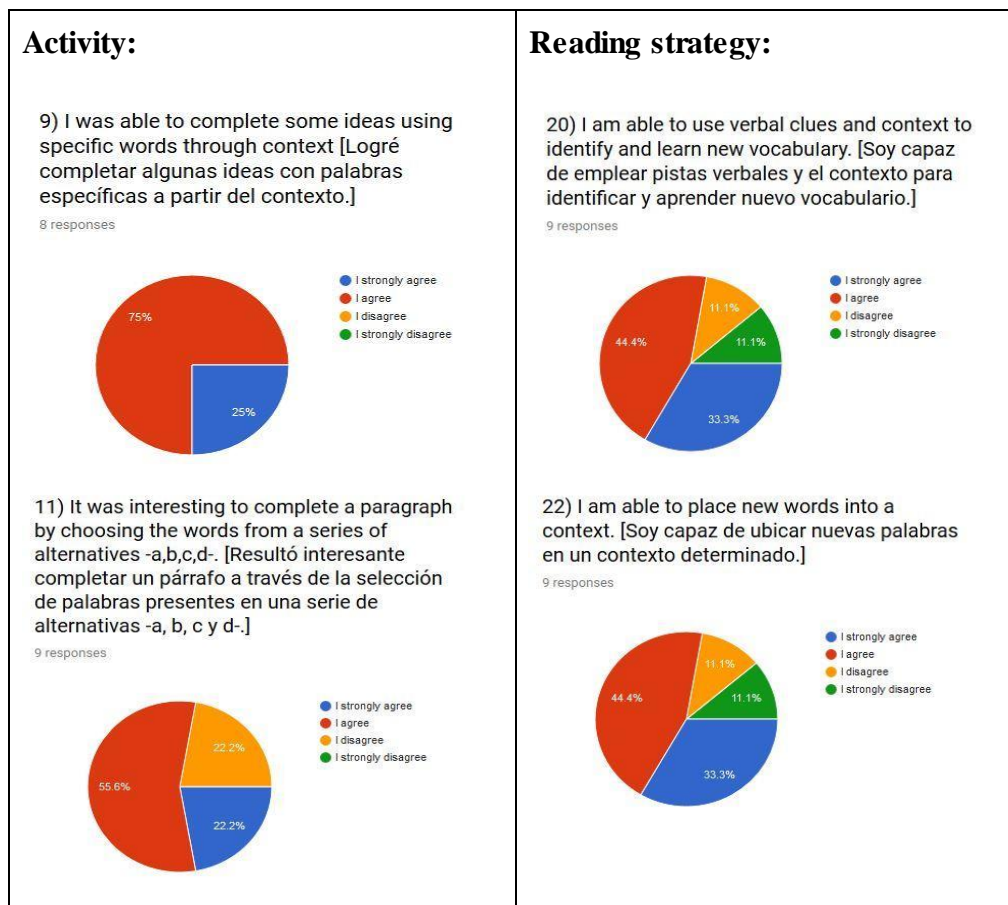 Activity:
9) I was able to complete some ideas using
specific words through context [Logré
completar algunas ideas con palabras
específicas a partir del contexto.]
8 responses
75%
25%
I strongly agree
I agree
I disagree
I strongly disagree
11) It was interesting to complete a paragraph
by choosing the words from a series of
alternatives -a,b,c,d-. [Resultó interesante
completar un párrafo a través de la selección
de palabras presentes en una serie de
alternativas -a, b, c y d-.]
9 responses
55.6%
22.2%
22.2%
I strongly agree
I agree
I disagree
I strongly disagree
Reading strategy:
20) I am able to use verbal clues and context to
identify and learn new vocabulary. [Soy capaz
de emplear pistas verbales y el contexto para
identificar y aprender nuevo vocabulario.]
9 responses
44.4%
11.1%
11.1%
33.3%
I strongly agree
I agree
I disagree
I strongly disagree
22) I am able to place new words into a
context. [Soy capaz de ubicar nuevas palabras
en un contexto determinado.]
9 responses
44.4%
11.1%
11.1%
33.3%
I strongly agree
I agree
I disagree
I strongly disagree